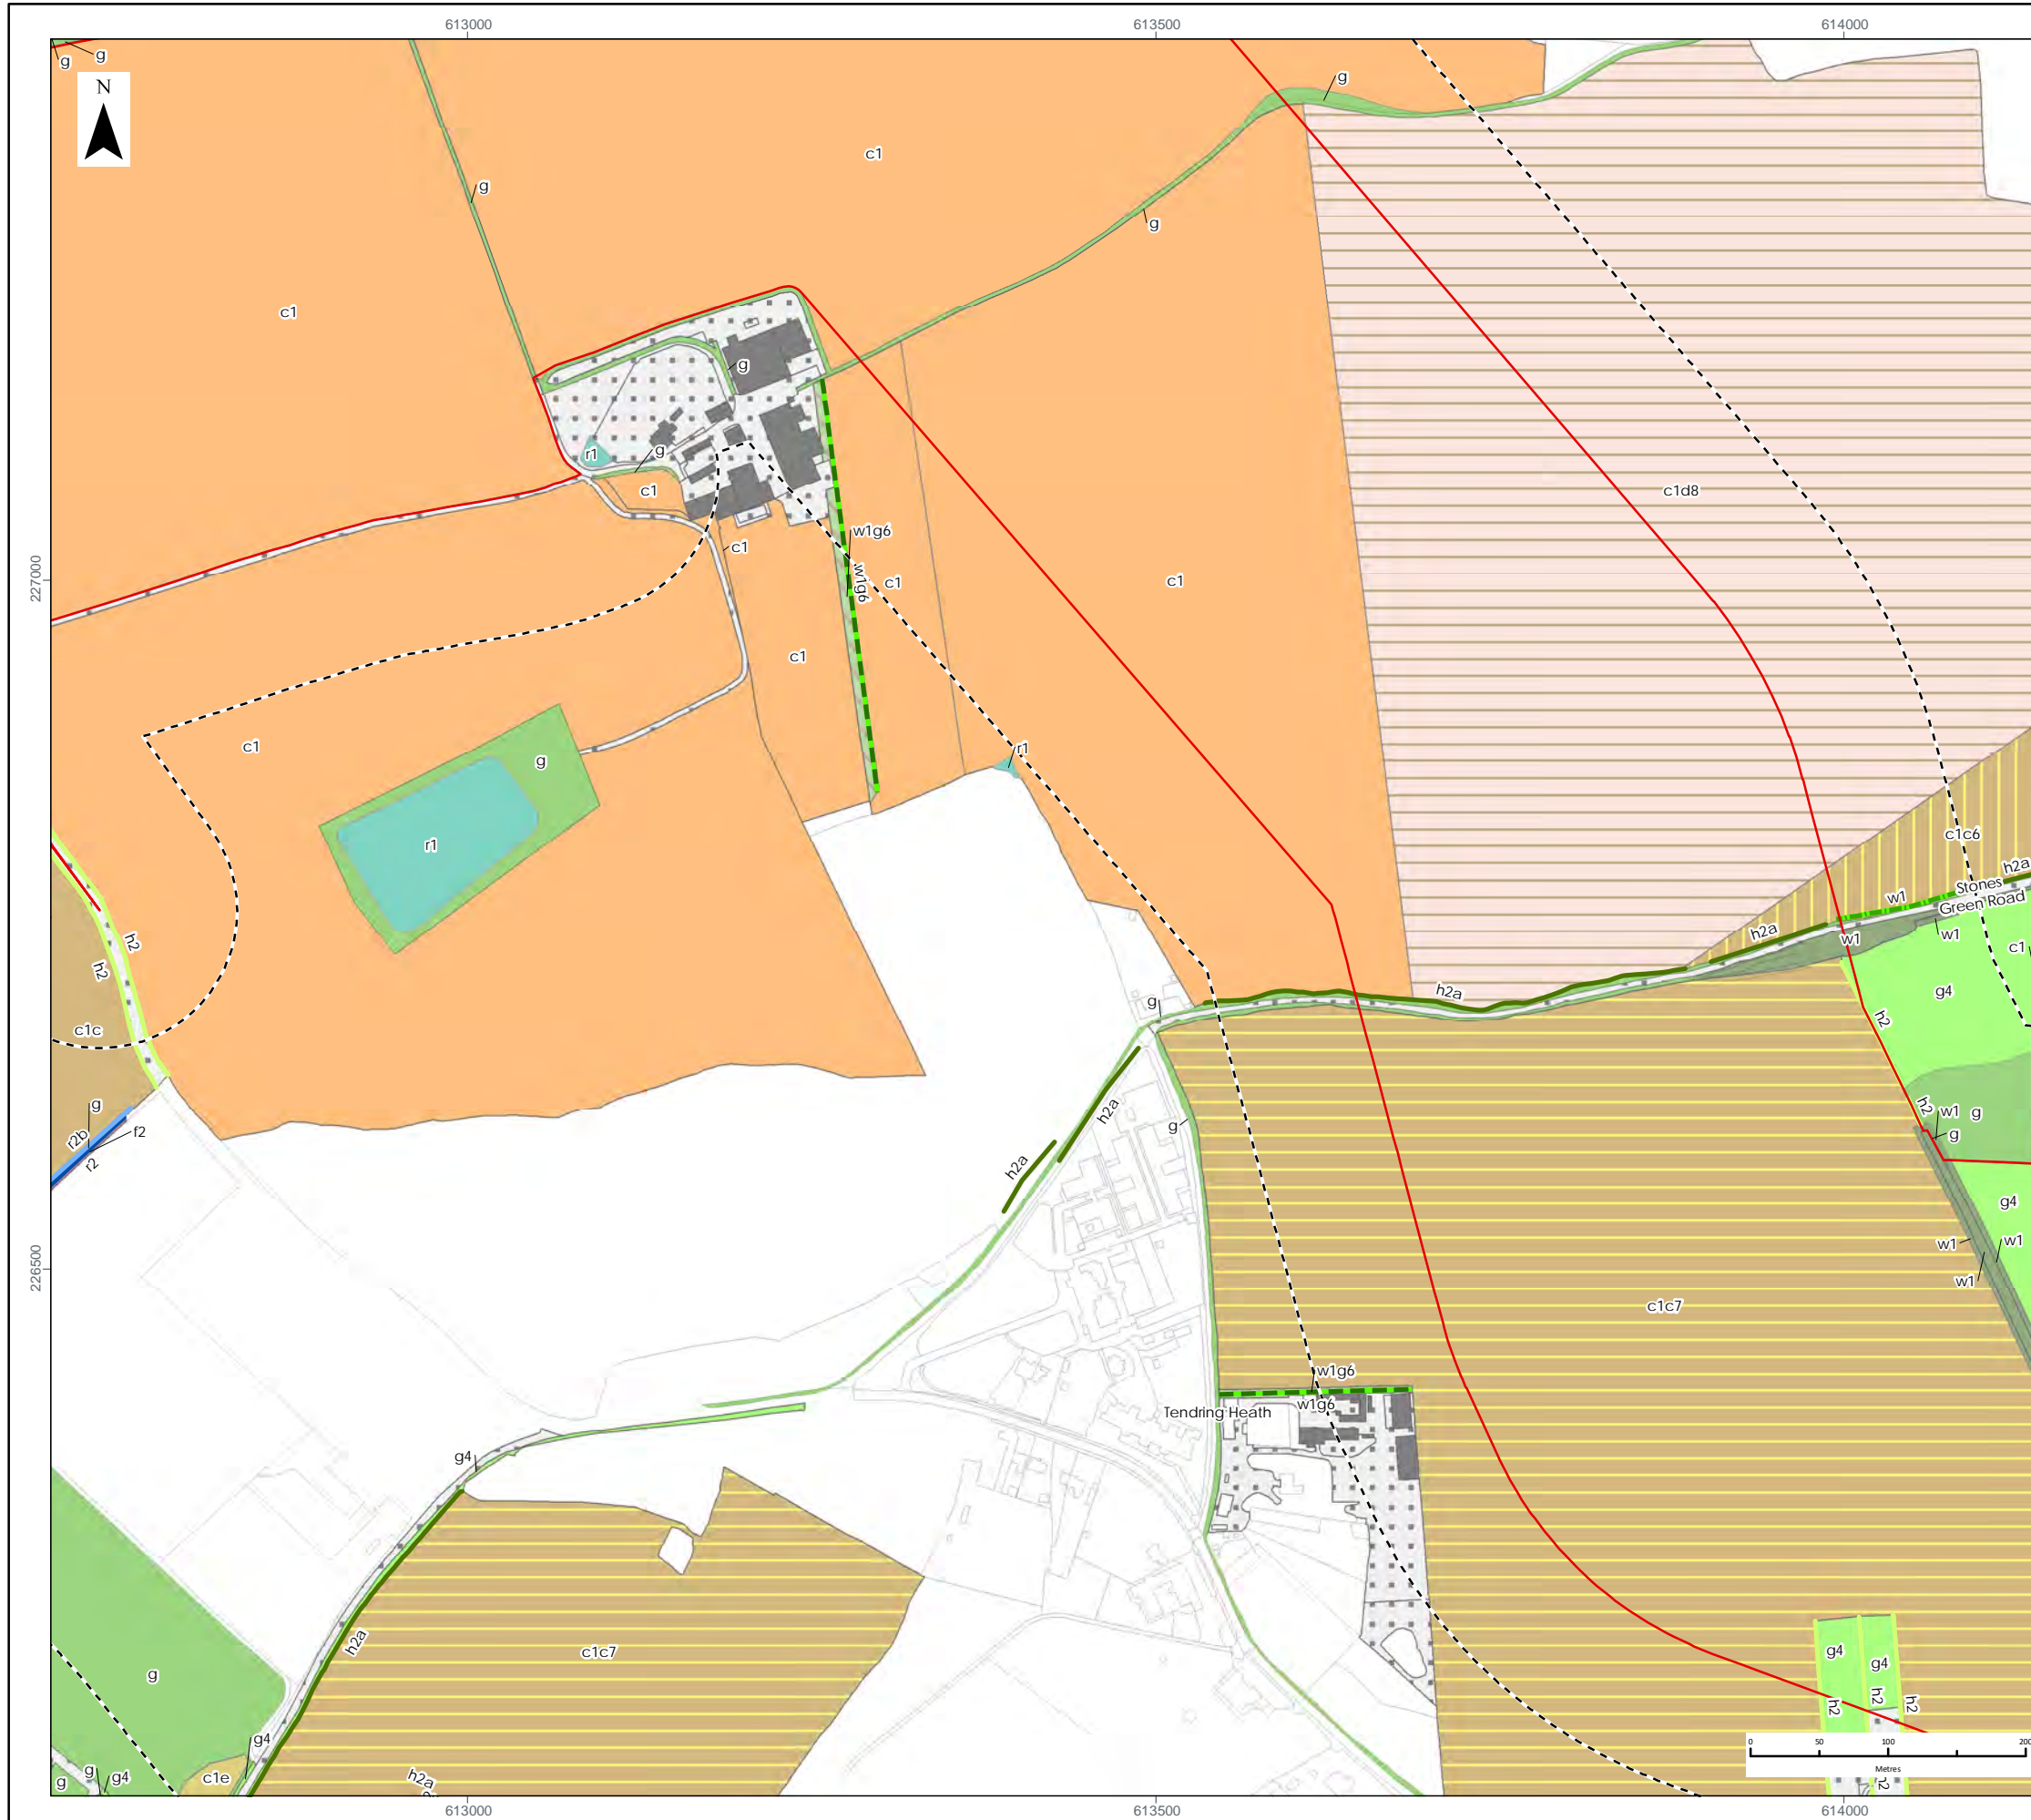 613000
613500
614000
g
g
g
N
c1
g
g
c1
g
r1
g
c1
c1d8
w1g6
c1
227000
w1g6
c1
c1
c1
r1
c1
g
c1c6
r1
h2a
Stones
w1
Green Road
h2a
w1
w1
c1
h2
h2
g4
h2a
g
h2
c1c
g
h2
w1
g
h2a
g
g
f2
r2b
r2
h2a
g4
w1
w1
226500
w1
c1c7
w1g6
w1g6
Tendring Heath
g4
h2a
c1c7
g4
g4
g
h2
h2
h2
g4
0
50
100
200
Metres
g
g4
c1e
h2a
g
h2
613000
613500
614000